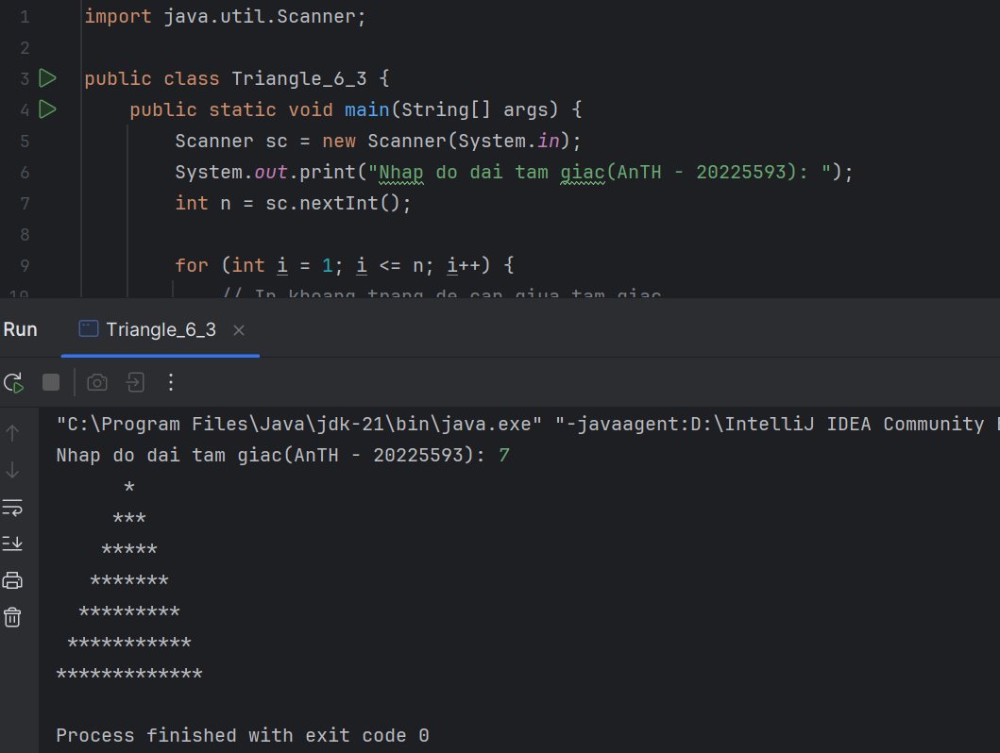 1 import java.util.Scanner;
2
3 public class Triangle_6_3 {
4 public static void main(String[] args) {
5 Scanner sc = new Scanner(System.in);
6 System.out.print("Nhap do dai tam giac(AnTH - 20225593): ");
7 int n = sc.nextInt();
8
9 for (int i = 1; i <= n; i++) {
10 // In khoang trang de can giua tam giac
Run Triangle_6_3
"C:\Program Files\Java\jdk-21\bin\java.exe" "-javaagent:D:\IntelliJ IDEA Community
Nhap do dai tam giac(AnTH - 20225593): 7
      *
     ***
    *****
   *******
  *********
 ***********
*************
Process finished with exit code 0